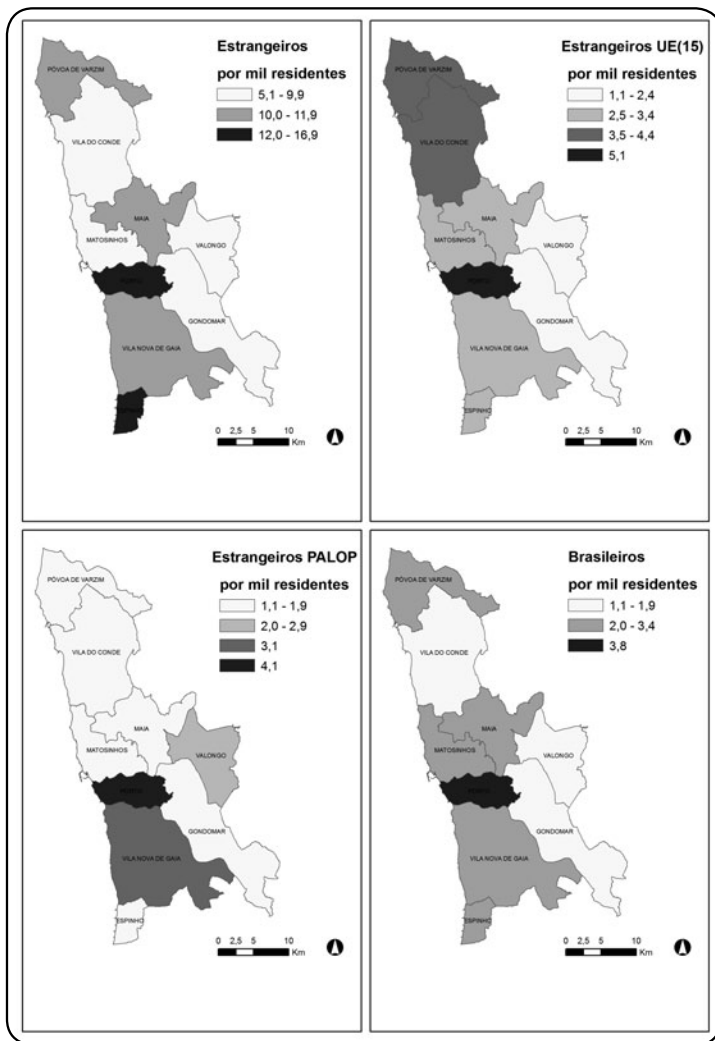 Estrangeiros
por mil residentes
5,1 - 9,9
10,0 - 11,9
12,0 - 16,9
PÓVOA DE VARZIM
VILA DO CONDE
MAIA
MATOSINHOS
VALONGO
PORTO
GONDOMAR
VILA NOVA DE GAIA
ESPINHO
0 2,5 5 10
Km
Estrangeiros UE(15)
por mil residentes
1,1 - 2,4
2,5 - 3,4
3,5 - 4,4
5,1
PÓVOA DE VARZIM
VILA DO CONDE
MAIA
MATOSINHOS
VALONGO
PORTO
GONDOMAR
VILA NOVA DE GAIA
ESPINHO
0 2,5 5 10
Km
Estrangeiros PALOP
por mil residentes
1,1 - 1,9
2,0 - 2,9
3,1
4,1
PÓVOA DE VARZIM
VILA DO CONDE
MAIA
MATOSINHOS
VALONGO
PORTO
GONDOMAR
VILA NOVA DE GAIA
ESPINHO
0 2,5 5 10
Km
Brasileiros
por mil residentes
1,1 - 1,9
2,0 - 3,4
3,8
PÓVOA DE VARZIM
VILA DO CONDE
MAIA
MATOSINHOS
VALONGO
PORTO
GONDOMAR
VILA NOVA DE GAIA
ESPINHO
0 2,5 5 10
Km